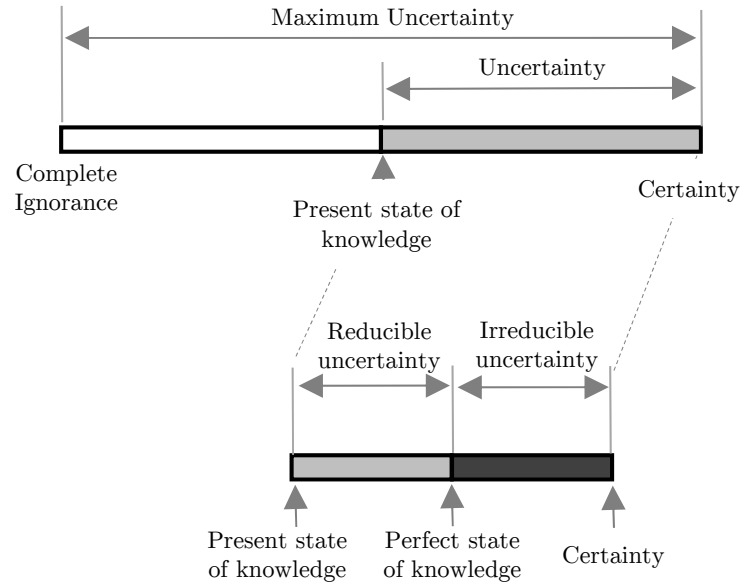 Maximum Uncertainty
Uncertainty
Complete
Ignorance
Certainty
Present state of
knowledge
Reducible
uncertainty
Irreducible
uncertainty
Present state
of knowledge
Perfect state
of knowledge
Certainty